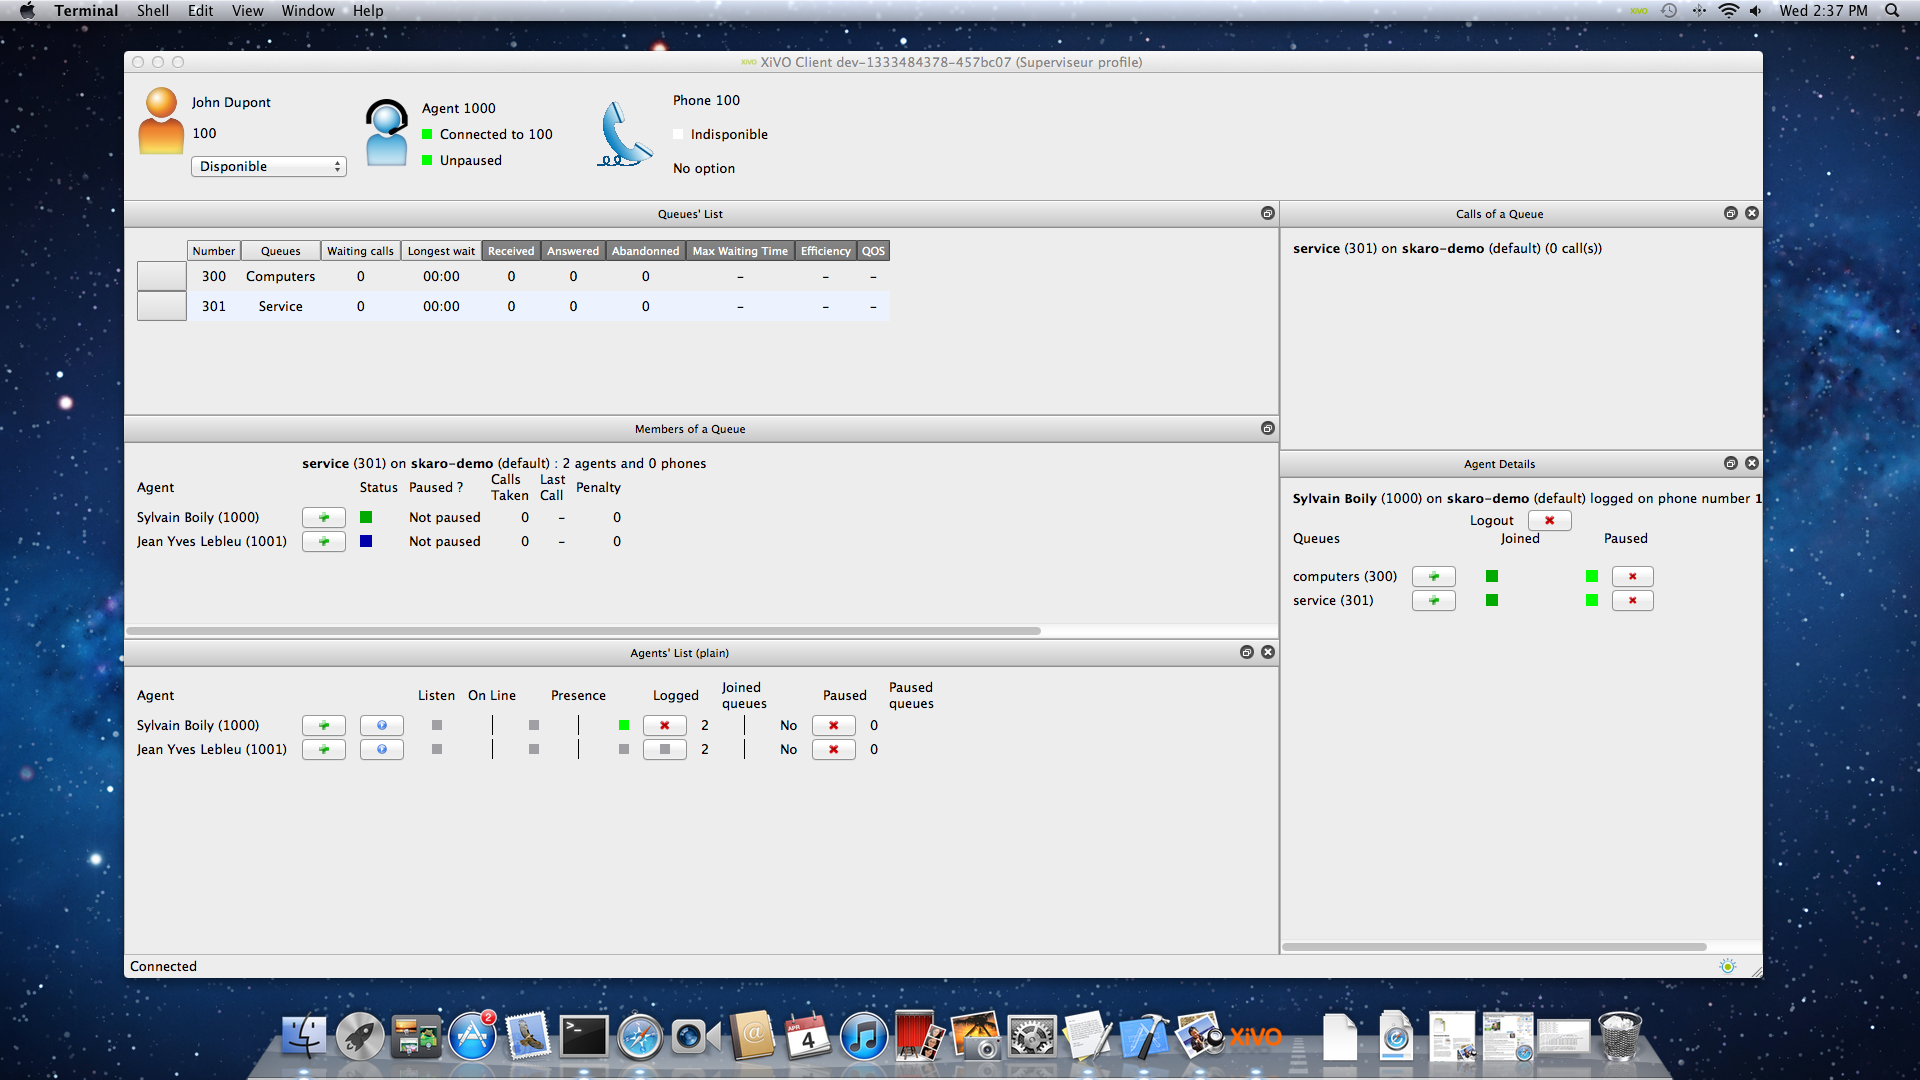 Terminal Shell Edit View Window Help
XiVO Wed 2:37 PM
XiVO XiVO Client dev-1333484378-457bc07 (Superviseur profile)
John Dupont
100
Disponible
Agent 1000
Connected to 100
Unpaused
Phone 100
Indisponible
No option
Queues' List
Number Queues Waiting calls Longest wait Received Answered Abandonned Max Waiting Time Efficiency QOS
300 Computers 0 00:00 0 0 0 – – –
301 Service 0 00:00 0 0 0 – – –
Calls of a Queue
service (301) on skaro-demo (default) (0 call(s))
Members of a Queue
service (301) on skaro-demo (default) : 2 agents and 0 phones
Agent Status Paused ? Calls Taken Last Call Penalty
Sylvain Boily (1000) Not paused 0 – 0
Jean Yves Lebleu (1001) Not paused 0 – 0
Agent Details
Sylvain Boily (1000) on skaro-demo (default) logged on phone number 1
Logout
Queues Joined Paused
computers (300)
service (301)
Agents' List (plain)
Agent Listen On Line Presence Logged Joined queues Paused Paused queues
Sylvain Boily (1000) 2 No 0
Jean Yves Lebleu (1001) 2 No 0
Connected
2
>_
@
APR
4
XiVO